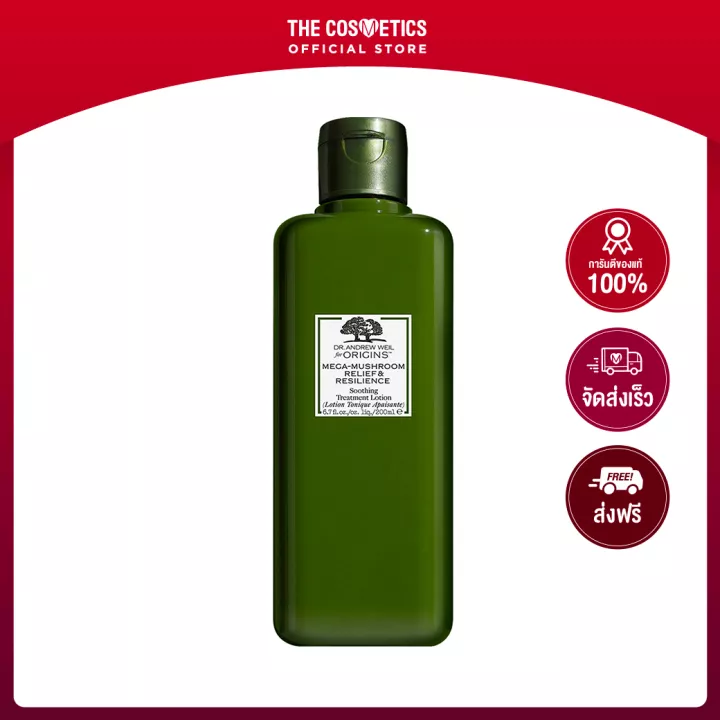 THE COSMETICS
OFFICIAL STORE
DR. ANDREW WEIL
for ORIGINS™
MEGA-MUSHROOM
RELIEF &
RESILIENCE
Soothing
Treatment Lotion
(Lotion Tonique Apaisante)
6.7 fl.oz./oz. liq./200ml ℮
การันตีของแท้
100%
จัดส่งเร็ว
FREE!
ส่งฟรี